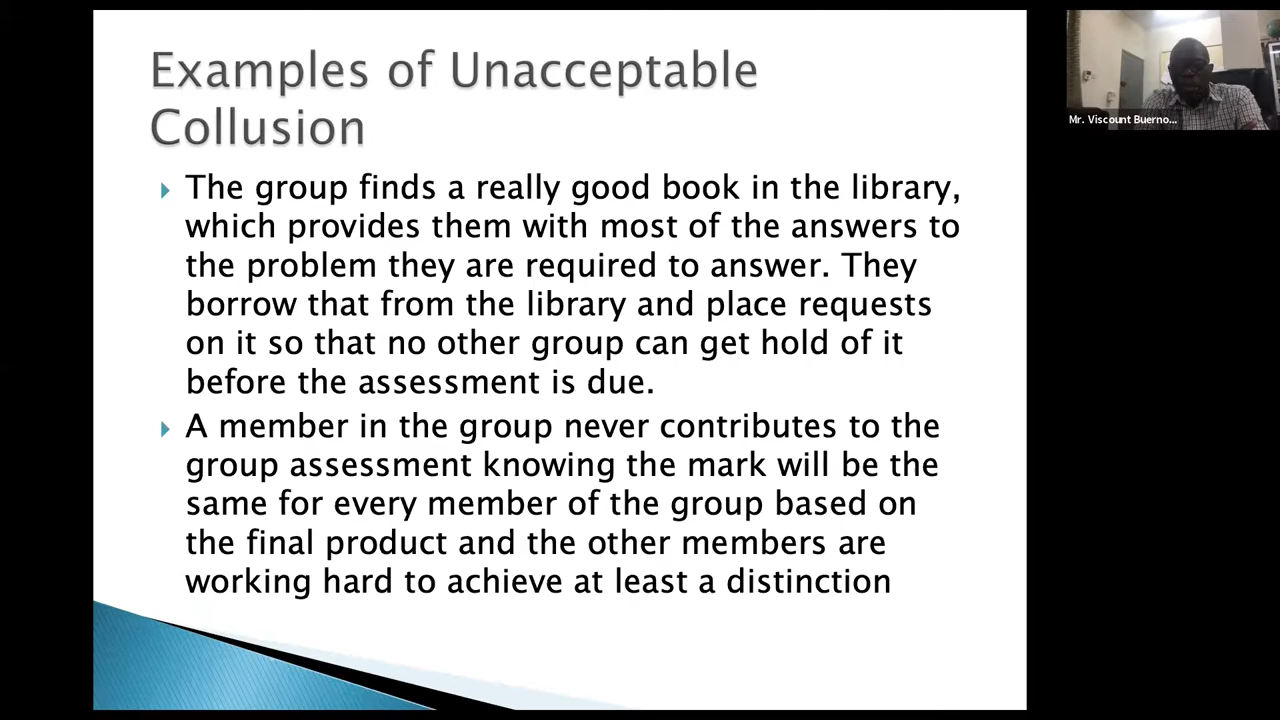 Examples of Unacceptable
Collusion
The group finds a really good book in the library,
which provides them with most of the answers to
the problem they are required to answer. They
borrow that from the library and place requests
on it so that no other group can get hold of it
before the assessment is due.
A member in the group never contributes to the
group assessment knowing the mark will be the
same for every member of the group based on
the final product and the other members are
working hard to achieve at least a distinction
Mr. Viscount Buerno...